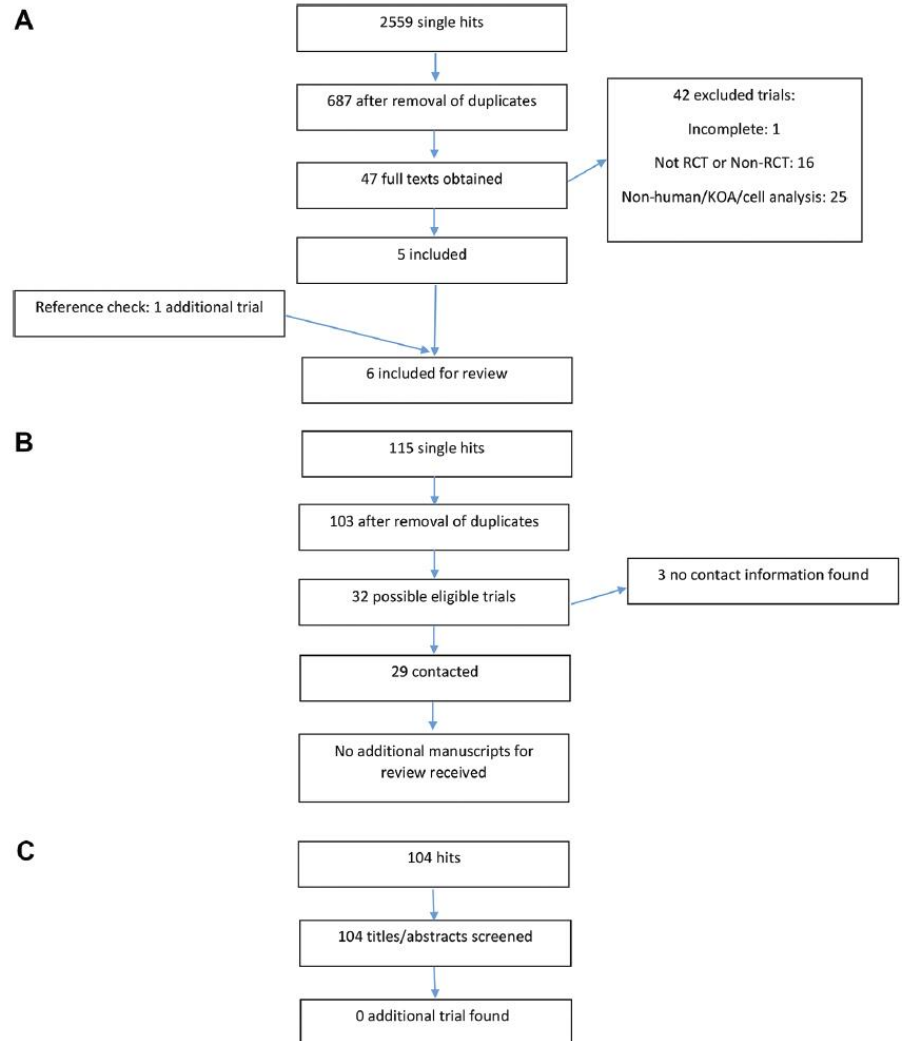 A
2559 single hits
687 after removal of duplicates
42 excluded trials:
Incomplete: 1
Not RCT or Non-RCT: 16
Non-human/KOA/cell analysis: 25
47 full texts obtained
5 included
Reference check: 1 additional trial
6 included for review
B
115 single hits
103 after removal of duplicates
3 no contact information found
32 possible eligible trials
29 contacted
No additional manuscripts for
review received
C
104 hits
104 titles/abstracts screened
0 additional trial found